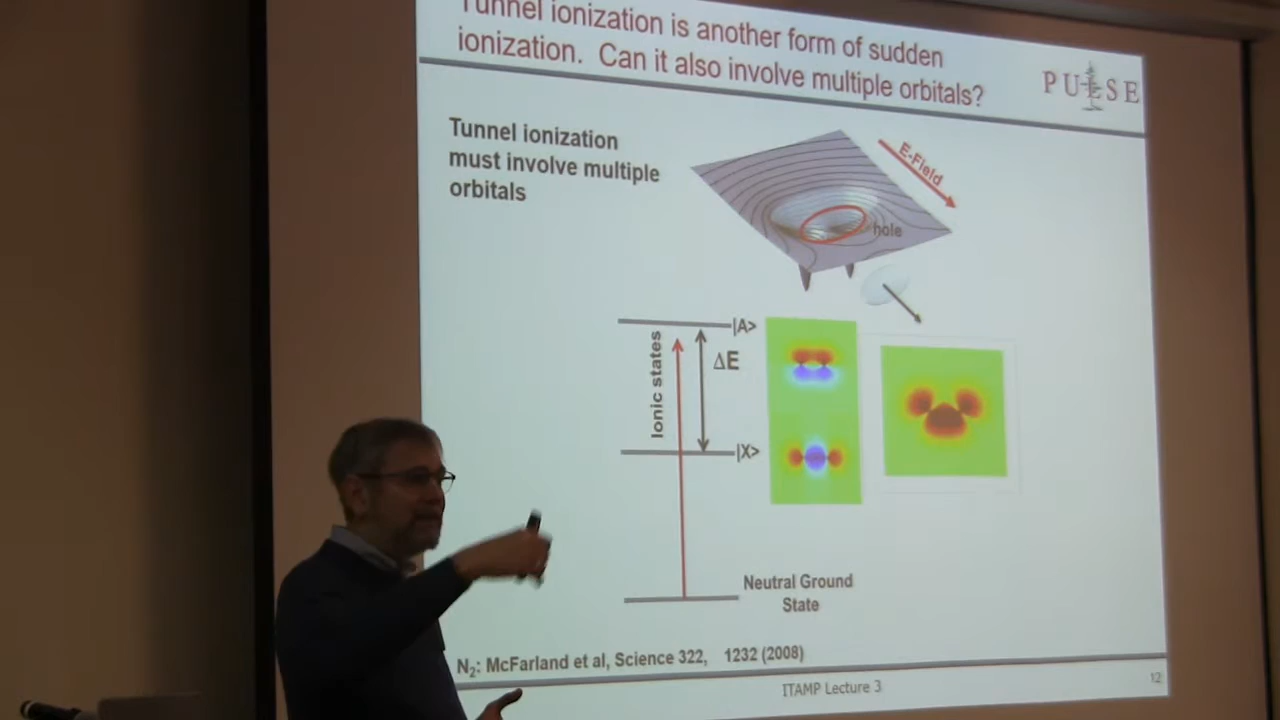 Tunnel ionization is another form of sudden
ionization. Can it also involve multiple orbitals?
PULSE
Tunnel ionization
must involve multiple
orbitals
E-Field
hole
|A>
Ionic states
ΔE
|X>
Neutral Ground
State
N₂: McFarland et al, Science 322, 1232 (2008)
ITAMP Lecture 3
12